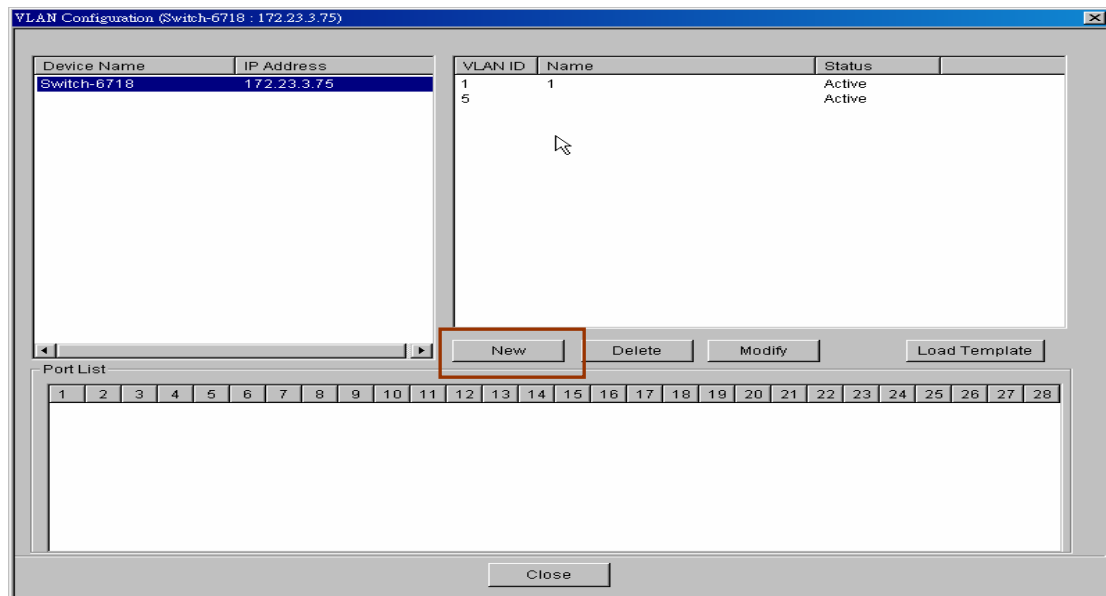 VLAN Configuration (Switch-6718 : 172.23.3.75)
Device Name IP Address
Switch-6718 172.23.3.75
VLAN ID Name Status
1 1 Active
5 Active
New Delete Modify Load Template
Port List
1 2 3 4 5 6 7 8 9 10 11 12 13 14 15 16 17 18 19 20 21 22 23 24 25 26 27 28
Close